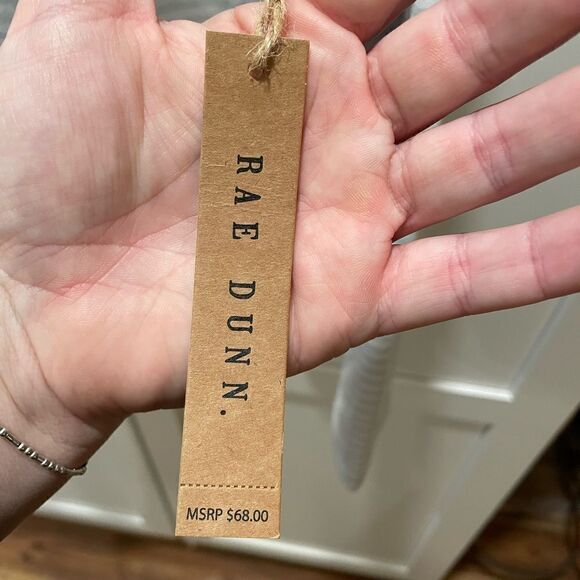 RAE DUNN.
MSRP $68.00